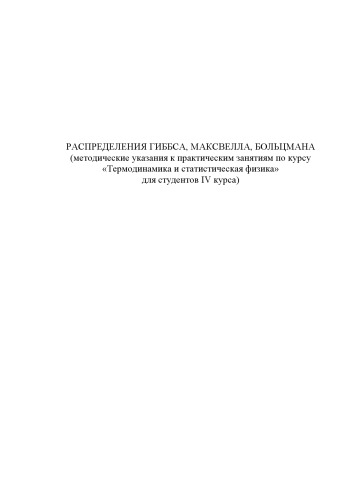 РАСПРЕДЕЛЕНИЯ ГИББСА, МАКСВЕЛЛА, БОЛЬЦМАНА
(методические указания к практическим занятиям по курсу
«Термодинамика и статистическая физика»
для студентов IV курса)